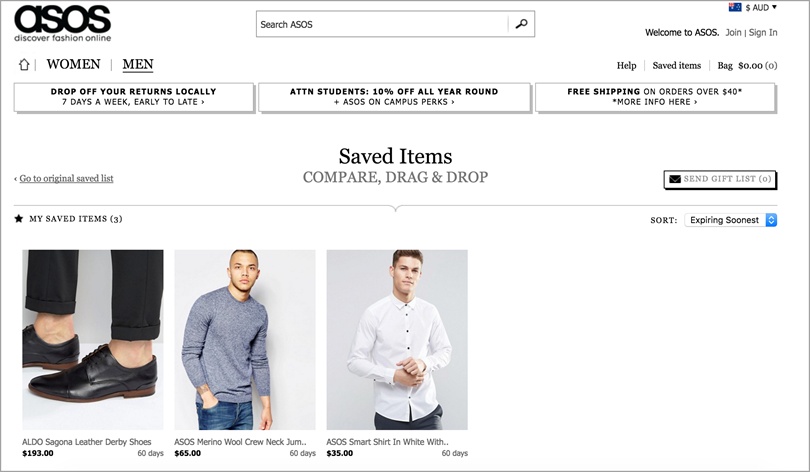 asos
discover fashion online
Search ASOS
$ AUD
Welcome to ASOS. Join | Sign In
WOMEN | MEN
Help | Saved items | Bag $0.00 (0)
DROP OFF YOUR RETURNS LOCALLY
7 DAYS A WEEK, EARLY TO LATE ›
ATTN STUDENTS: 10% OFF ALL YEAR ROUND
+ ASOS ON CAMPUS PERKS ›
FREE SHIPPING ON ORDERS OVER $40*
*MORE INFO HERE ›
Saved Items
COMPARE, DRAG & DROP
‹ Go to original saved list
SEND GIFT LIST (0)
MY SAVED ITEMS (3)
SORT: Expiring Soonest
ALDO Sagona Leather Derby Shoes
$193.00 60 days
ASOS Merino Wool Crew Neck Jum..
$65.00 60 days
ASOS Smart Shirt In White With..
$35.00 60 days